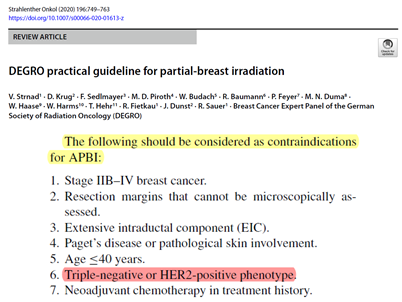 Strahlenther Onkol (2020) 196:749–763
https://doi.org/10.1007/s00066-020-01613-z
REVIEW ARTICLE
Check for updates
DEGRO practical guideline for partial-breast irradiation
V. Strnad¹ · D. Krug² · F. Sedlmayer³ · M. D. Piroth⁴ · W. Budach⁵ · R. Baumann⁶ · P. Feyer⁷ · M. N. Duma⁸ ·
W. Haase⁹ · W. Harms¹⁰ · T. Hehr¹¹ · R. Fietkau¹ · J. Dunst² · R. Sauer¹ · Breast Cancer Expert Panel of the German
Society of Radiation Oncology (DEGRO)
The following should be considered as contraindications
for APBI:
1. Stage IIB–IV breast cancer.
2. Resection margins that cannot be microscopically as-
sessed.
3. Extensive intraductal component (EIC).
4. Paget's disease or pathological skin involvement.
5. Age ≤40 years.
6. Triple-negative or HER2-positive phenotype.
7. Neoadjuvant chemotherapy in treatment history.